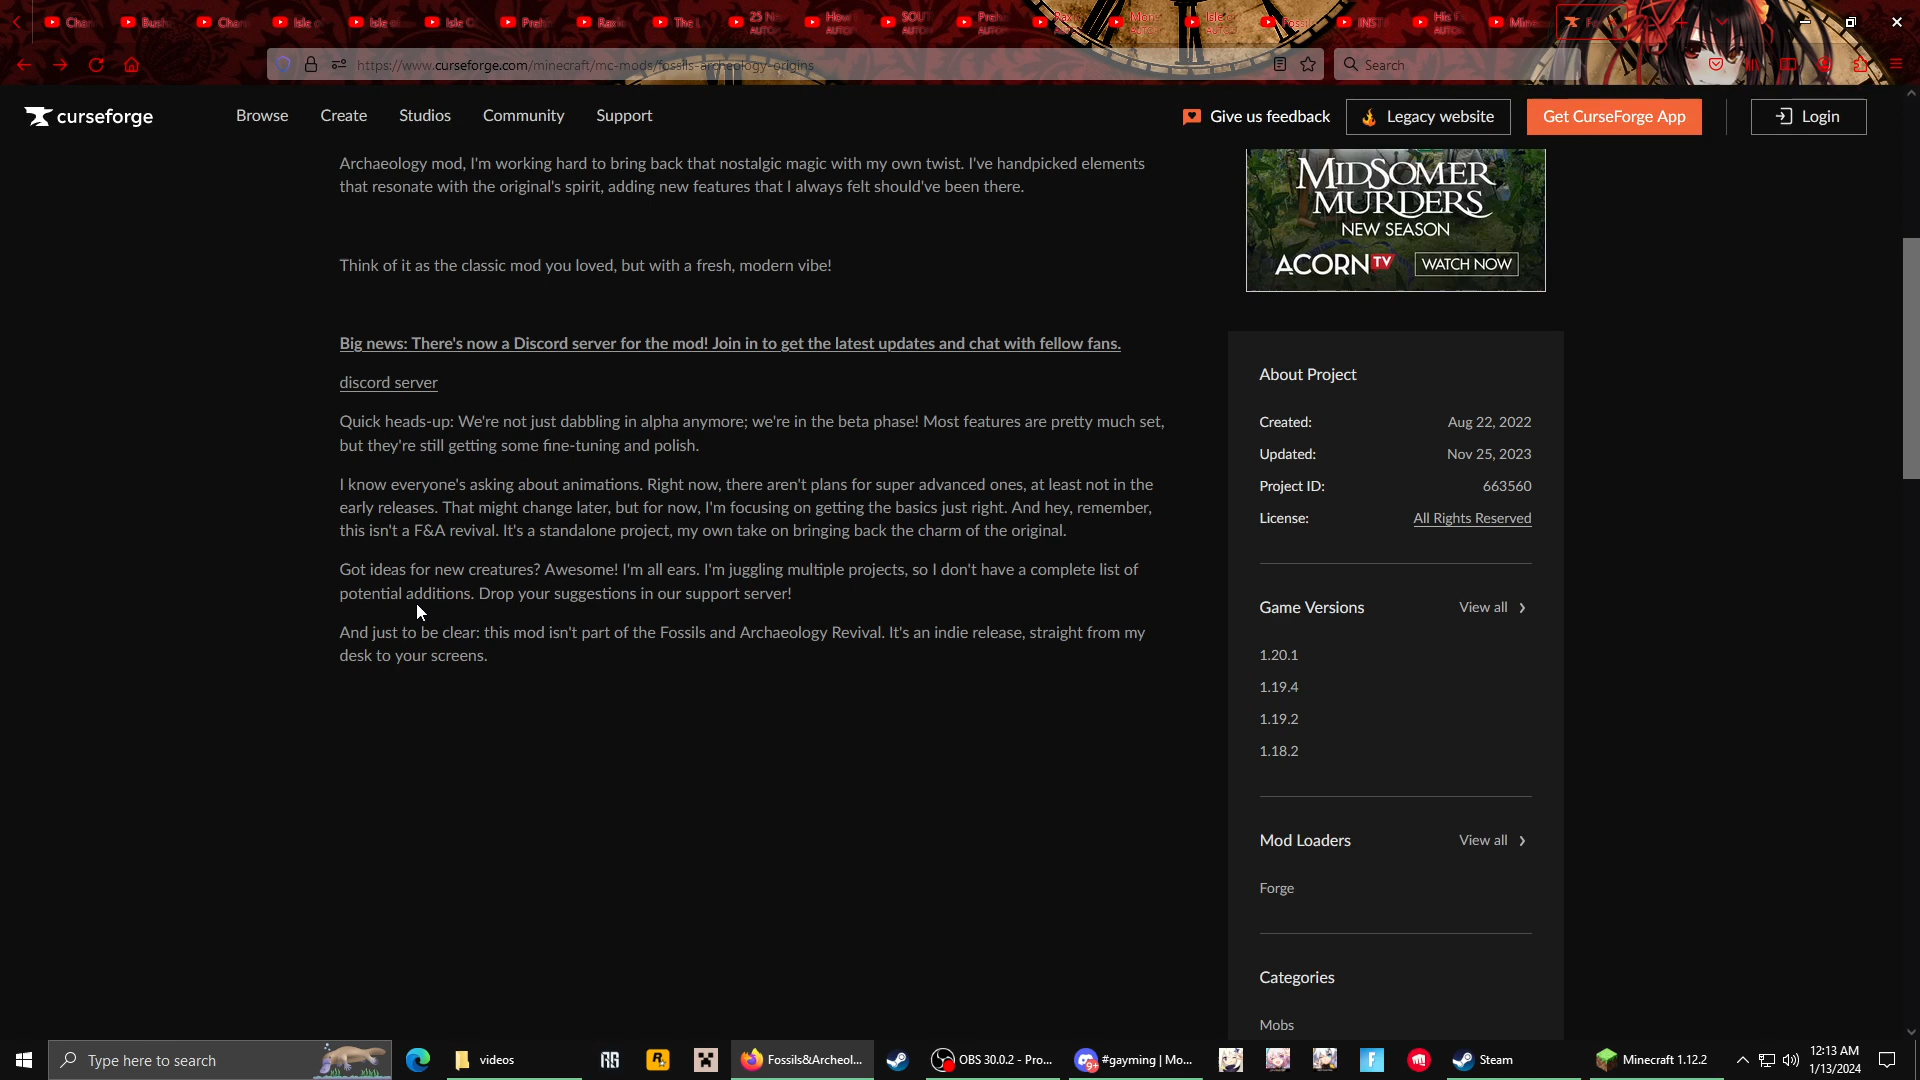 https://www.curseforge.com/minecraft/mc-mods/fossils-archeology-origins
Search
curseforge
Browse
Create
Studios
Community
Support
Give us feedback
Legacy website
Get CurseForge App
Login
Archaeology mod, I'm working hard to bring back that nostalgic magic with my own twist. I've handpicked elements
that resonate with the original's spirit, adding new features that I always felt should've been there.
Think of it as the classic mod you loved, but with a fresh, modern vibe!
Big news: There's now a Discord server for the mod! Join in to get the latest updates and chat with fellow fans.
discord server
Quick heads-up: We're not just dabbling in alpha anymore; we're in the beta phase! Most features are pretty much set,
but they're still getting some fine-tuning and polish.
I know everyone's asking about animations. Right now, there aren't plans for super advanced ones, at least not in the
early releases. That might change later, but for now, I'm focusing on getting the basics just right. And hey, remember,
this isn't a F&A revival. It's a standalone project, my own take on bringing back the charm of the original.
Got ideas for new creatures? Awesome! I'm all ears. I'm juggling multiple projects, so I don't have a complete list of
potential additions. Drop your suggestions in our support server!
And just to be clear: this mod isn't part of the Fossils and Archaeology Revival. It's an indie release, straight from my
desk to your screens.
MIDSOMER
MURDERS
NEW SEASON
ACORN TV
WATCH NOW
About Project
Created: Aug 22, 2022
Updated: Nov 25, 2023
Project ID: 663560
License: All Rights Reserved
Game Versions View all
1.20.1
1.19.4
1.19.2
1.18.2
Mod Loaders View all
Forge
Categories
Mobs
Type here to search
videos
Fossils&Archeol...
OBS 30.0.2 - Pro...
#gayming | Mo...
Steam
Minecraft 1.12.2
12:13 AM
1/13/2024